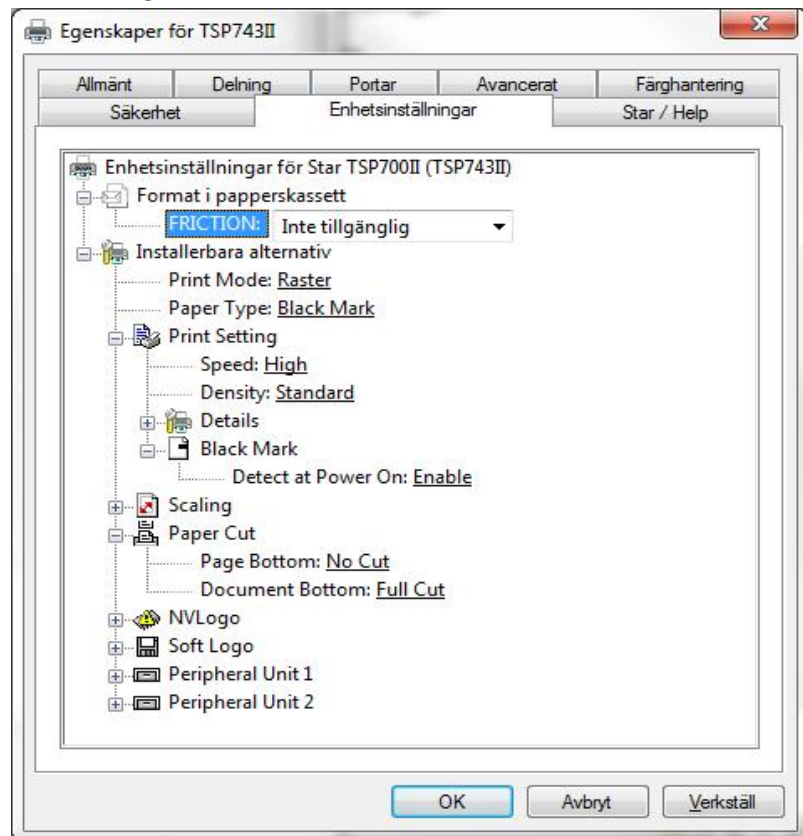 Egenskaper för TSP743II
Allmänt Delning Portar Avancerat Färghantering
Säkerhet Enhetsinställningar Star / Help
Enhetsinställningar för Star TSP700II (TSP743II)
Format i papperskassett
FRICTION: Inte tillgänglig
Installerbara alternativ
Print Mode: Raster
Paper Type: Black Mark
Print Setting
Speed: High
Density: Standard
Details
Black Mark
Detect at Power On: Enable
Scaling
Paper Cut
Page Bottom: No Cut
Document Bottom: Full Cut
NVLogo
Soft Logo
Peripheral Unit 1
Peripheral Unit 2
OK Avbryt Verkställ